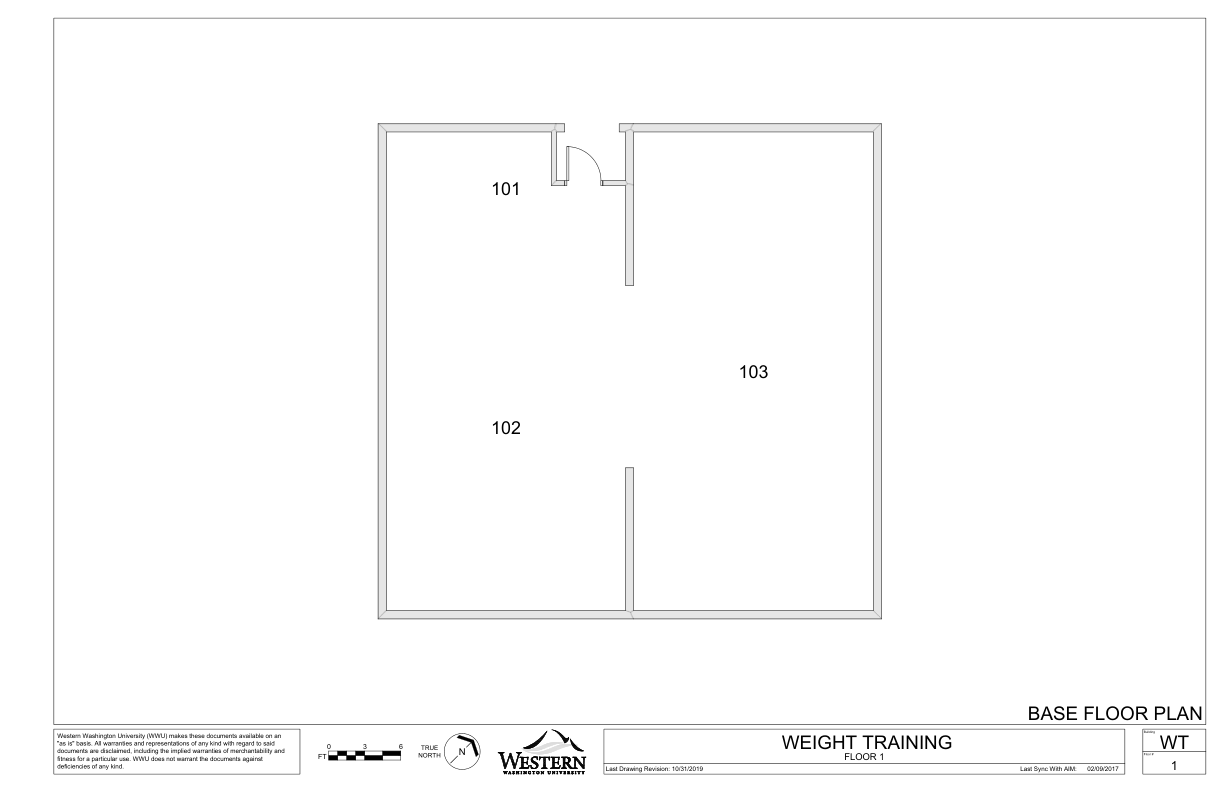 101
103
102
BASE FLOOR PLAN
Western Washington University (WWU) makes these documents available on an
"as is" basis. All warranties and representations of any kind with regard to said
documents are disclaimed, including the implied warranties of merchantability and
fitness for a particular use. WWU does not warrant the documents against
deficiencies of any kind.
0 3 6
FT
TRUE
NORTH
N
WESTERN
WASHINGTON UNIVERSITY
WEIGHT TRAINING
FLOOR 1
Last Drawing Revision: 10/31/2019
Last Sync With AIM: 02/09/2017
Building
WT
1